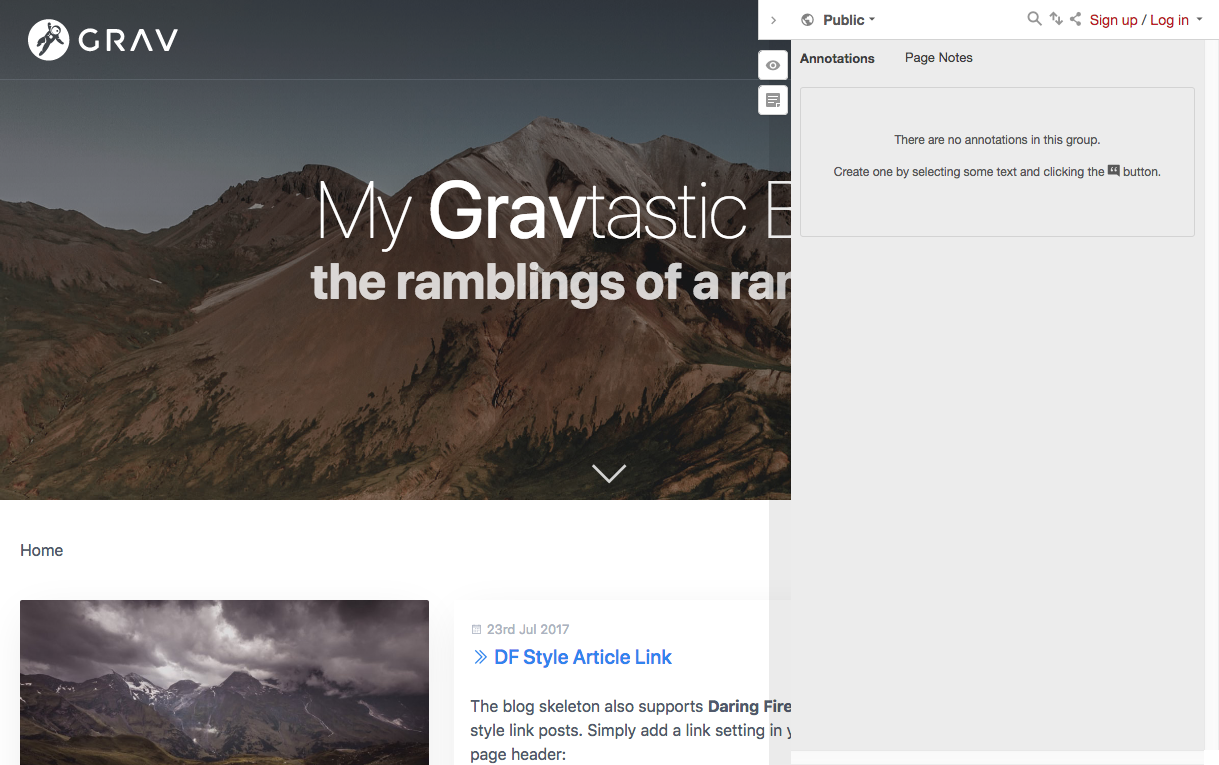 GRAV
Public
Sign up / Log in
Annotations
Page Notes
There are no annotations in this group.
Create one by selecting some text and clicking the button.
My Gravtastic
the ramblings of a
Home
23rd Jul 2017
DF Style Article Link
The blog skeleton also supports Daring Fire
style link posts. Simply add a link setting in
page header: